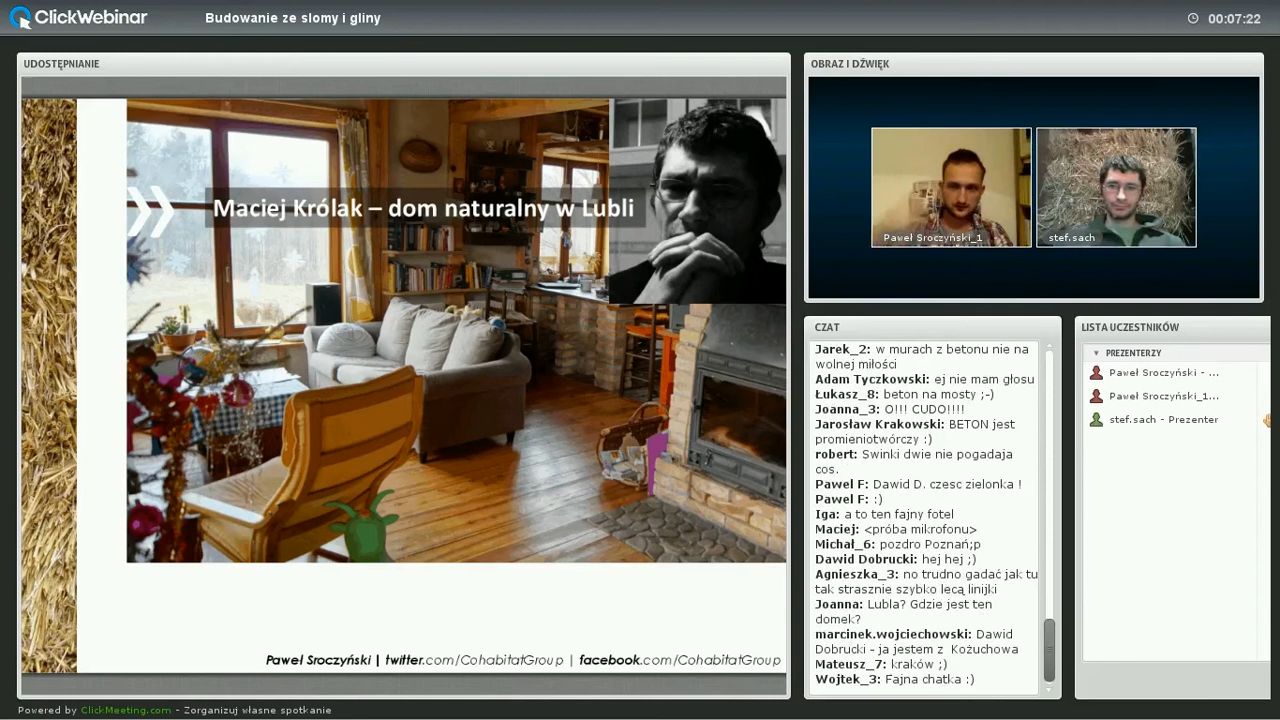 ClickWebinar
Budowanie ze slomy i gliny
00:07:22
UDOSTĘPNIANIE
Maciej Królak – dom naturalny w Lubli
Paweł Sroczyński | twitter.com/CohabitatGroup | facebook.com/CohabitatGroup
OBRAZ I DŹWIĘK
Paweł Sroczyński_1
stef.sach
CZAT
Jarek_2: w murach z betonu nie na
wolnej miłości
Adam Tyczkowski: ej nie mam głosu
Łukasz_8: beton na mosty ;-)
Joanna_3: O!!! CUDO!!!!
Jarosław Krakowski: BETON jest
promieniotwórczy :)
robert: Swinki dwie nie pogadaja
cos.
Pawel F: Dawid D. czesc zielonka !
Pawel F: :)
Iga: a to ten fajny fotel
Maciej: <próba mikrofonu>
Michał_6: pozdro Poznań;p
Dawid Dobrucki: hej hej ;)
Agnieszka_3: no trudno gadać jak tu
tak strasznie szybko lecą linijki
Joanna: Lubla? Gdzie jest ten
domek?
marcinek.wojciechowski: Dawid
Dobrucki - ja jestem z Kożuchowa
Mateusz_7: kraków ;)
Wojtek_3: Fajna chatka :)
LISTA UCZESTNIKÓW
PREZENTERZY
Paweł Sroczyński - ...
Paweł Sroczyński_1...
stef.sach - Prezenter
Powered by ClickMeeting.com - Zorganizuj własne spotkanie